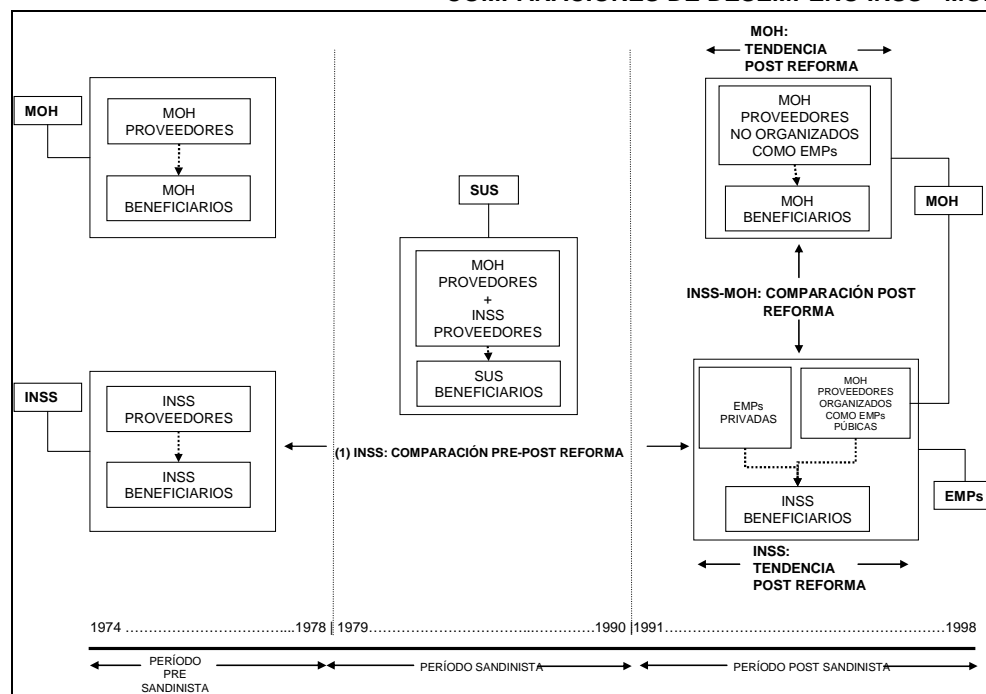 MOH:
TENDENCIA
POST REFORMA
MOH
MOH
PROVEEDORES
MOH
BENEFICIARIOS
SUS
MOH
PROVEDORES
+
INSS
PROVEEDORES
SUS
BENEFICIARIOS
MOH
PROVEEDORES
NO ORGANIZADOS
COMO EMPs
MOH
BENEFICIARIOS
MOH
INSS-MOH: COMPARACIÓN POST
REFORMA
INSS
INSS
PROVEEDORES
INSS
BENEFICIARIOS
(1) INSS: COMPARACIÓN PRE-POST REFORMA
EMPs
PRIVADAS
MOH
PROVEEDORES
ORGANIZADOS
COMO EMPs
PÚBICAS
INSS
BENEFICIARIOS
EMPs
INSS:
TENDENCIA
POST REFORMA
1974 ………………………....1978 | 1979……………………..………1990 | 1991…………………………………1998
PERÍODO
PRE
SANDINISTA
PERÍODO SANDINISTA
PERÍODO POST SANDINISTA